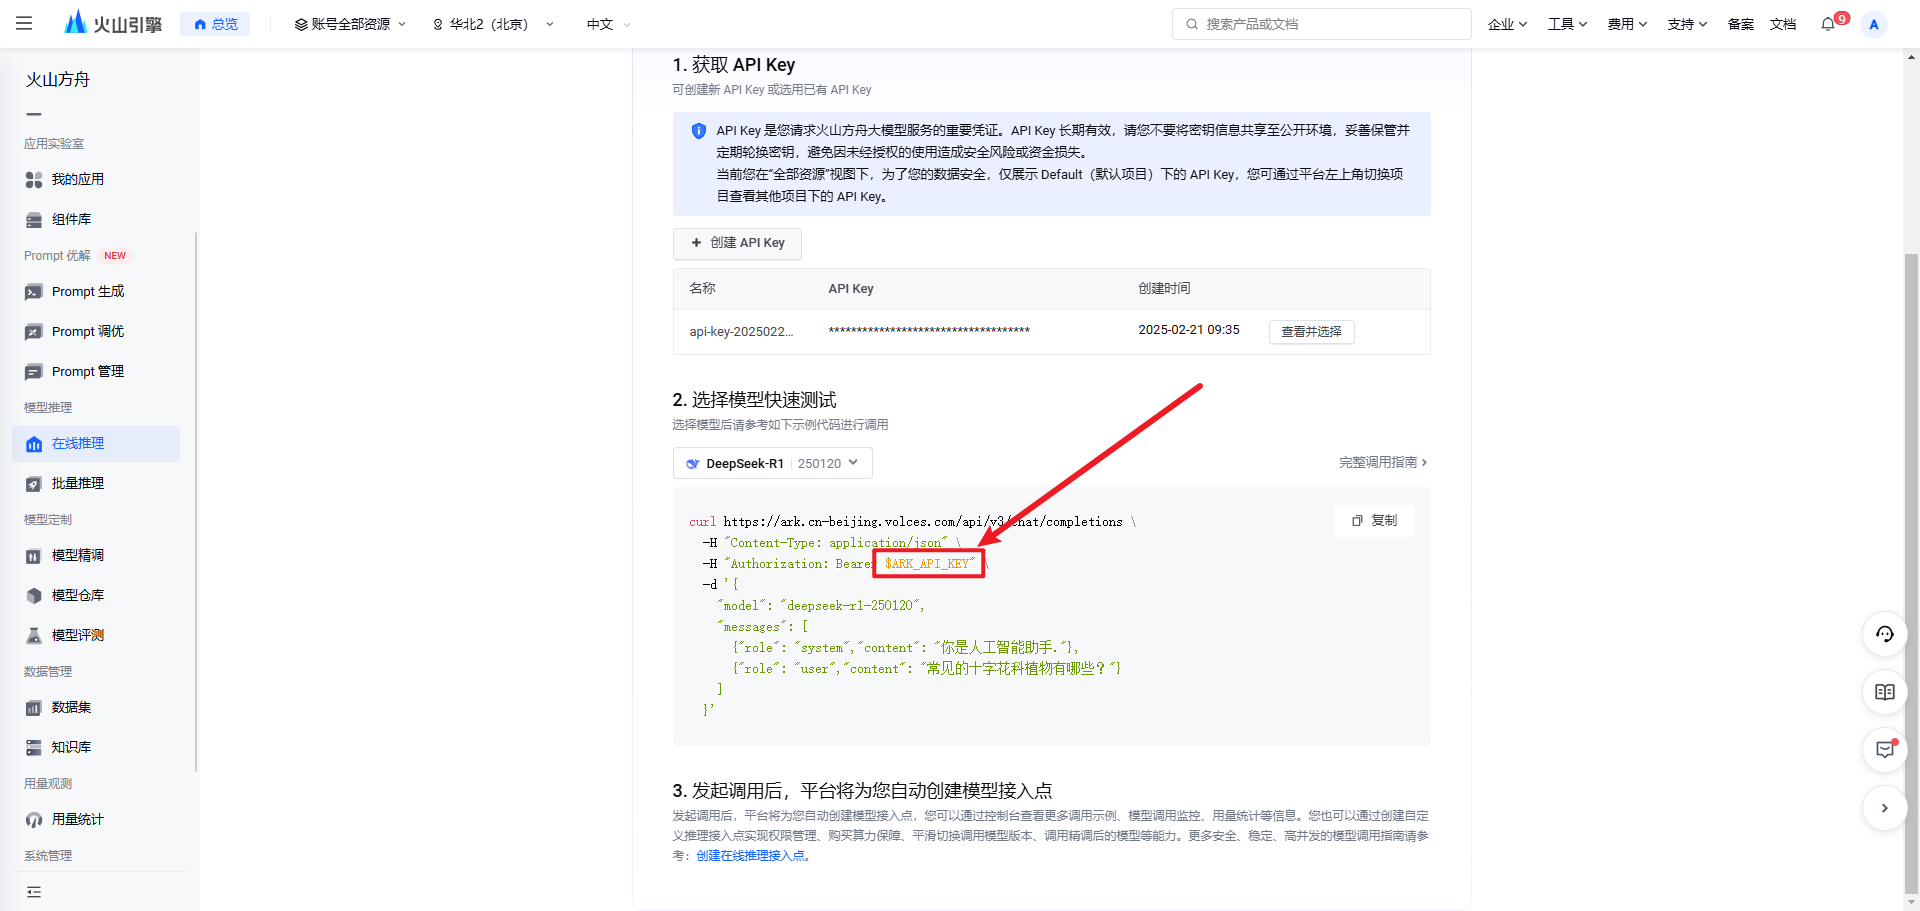 火山引擎
总览
账号全部资源
华北2（北京）
中文
搜索产品或文档
企业
工具
费用
支持
备案
文档
9
A
火山方舟
应用实验室
我的应用
组件库
Prompt 优解 NEW
Prompt 生成
Prompt 调优
Prompt 管理
模型推理
在线推理
批量推理
模型定制
模型精调
模型仓库
模型评测
数据管理
数据集
知识库
用量观测
用量统计
系统管理
1. 获取 API Key
可创建新 API Key 或选用已有 API Key
API Key 是您请求火山方舟大模型服务的重要凭证。API Key 长期有效，请您不要将密钥信息共享至公开环境，妥善保管并
定期轮换密钥，避免因未经授权的使用造成安全风险或资金损失。
当前您在“全部资源”视图下，为了您的数据安全，仅展示 Default（默认项目）下的 API Key，您可通过平台左上角切换项
目查看其他项目下的 API Key。
+ 创建 API Key
名称 API Key 创建时间
api-key-2025022... ************************************ 2025-02-21 09:35 查看并选择
2. 选择模型快速测试
选择模型后请参考如下示例代码进行调用
DeepSeek-R1 | 250120
完整调用指南
复制
curl https://ark.cn-beijing.volces.com/api/v3/chat/completions \
-H "Content-Type: application/json" \
-H "Authorization: Bearer $ARK_API_KEY" \
-d '{
"model": "deepseek-r1-250120",
"messages": [
{"role": "system","content": "你是人工智能助手."},
{"role": "user","content": "常见的十字花科植物有哪些？"}
]
}'
3. 发起调用后，平台将为您自动创建模型接入点
发起调用后，平台将为您自动创建模型接入点，您可以通过控制台查看更多调用示例、模型调用监控、用量统计等信息。您也可以通过创建自定
义推理接入点实现权限管理、购买算力保障、平滑切换调用模型版本、调用精调后的模型等能力。更多安全、稳定、高并发的模型调用指南请参
考：创建在线推理接入点。